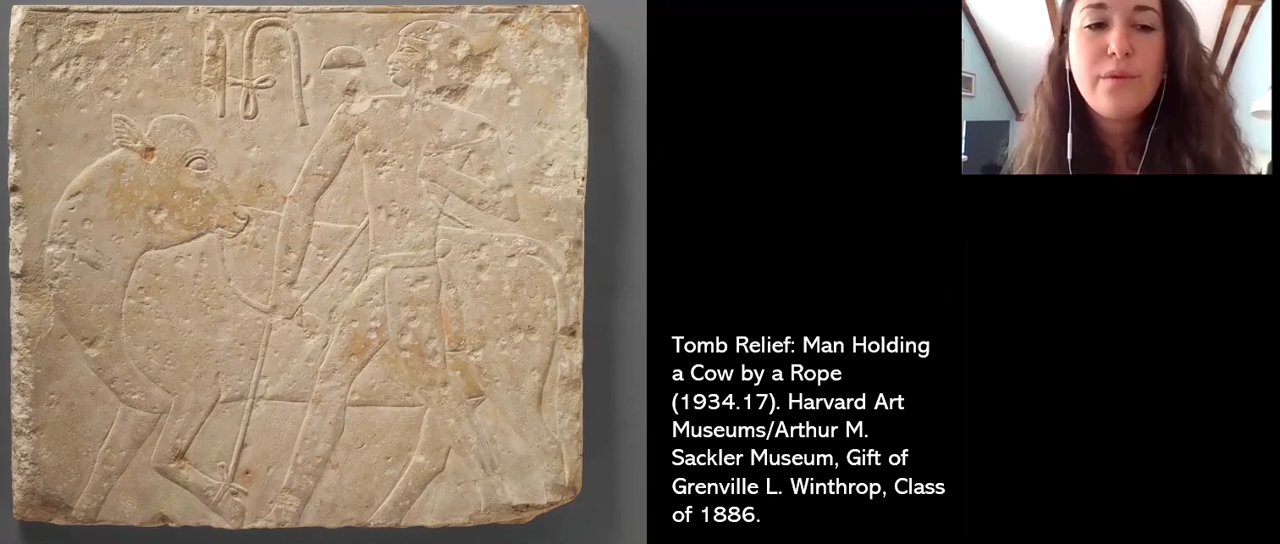 Tomb Relief: Man Holding
a Cow by a Rope
(1934.17). Harvard Art
Museums/Arthur M.
Sackler Museum, Gift of
Grenville L. Winthrop, Class
of 1886.